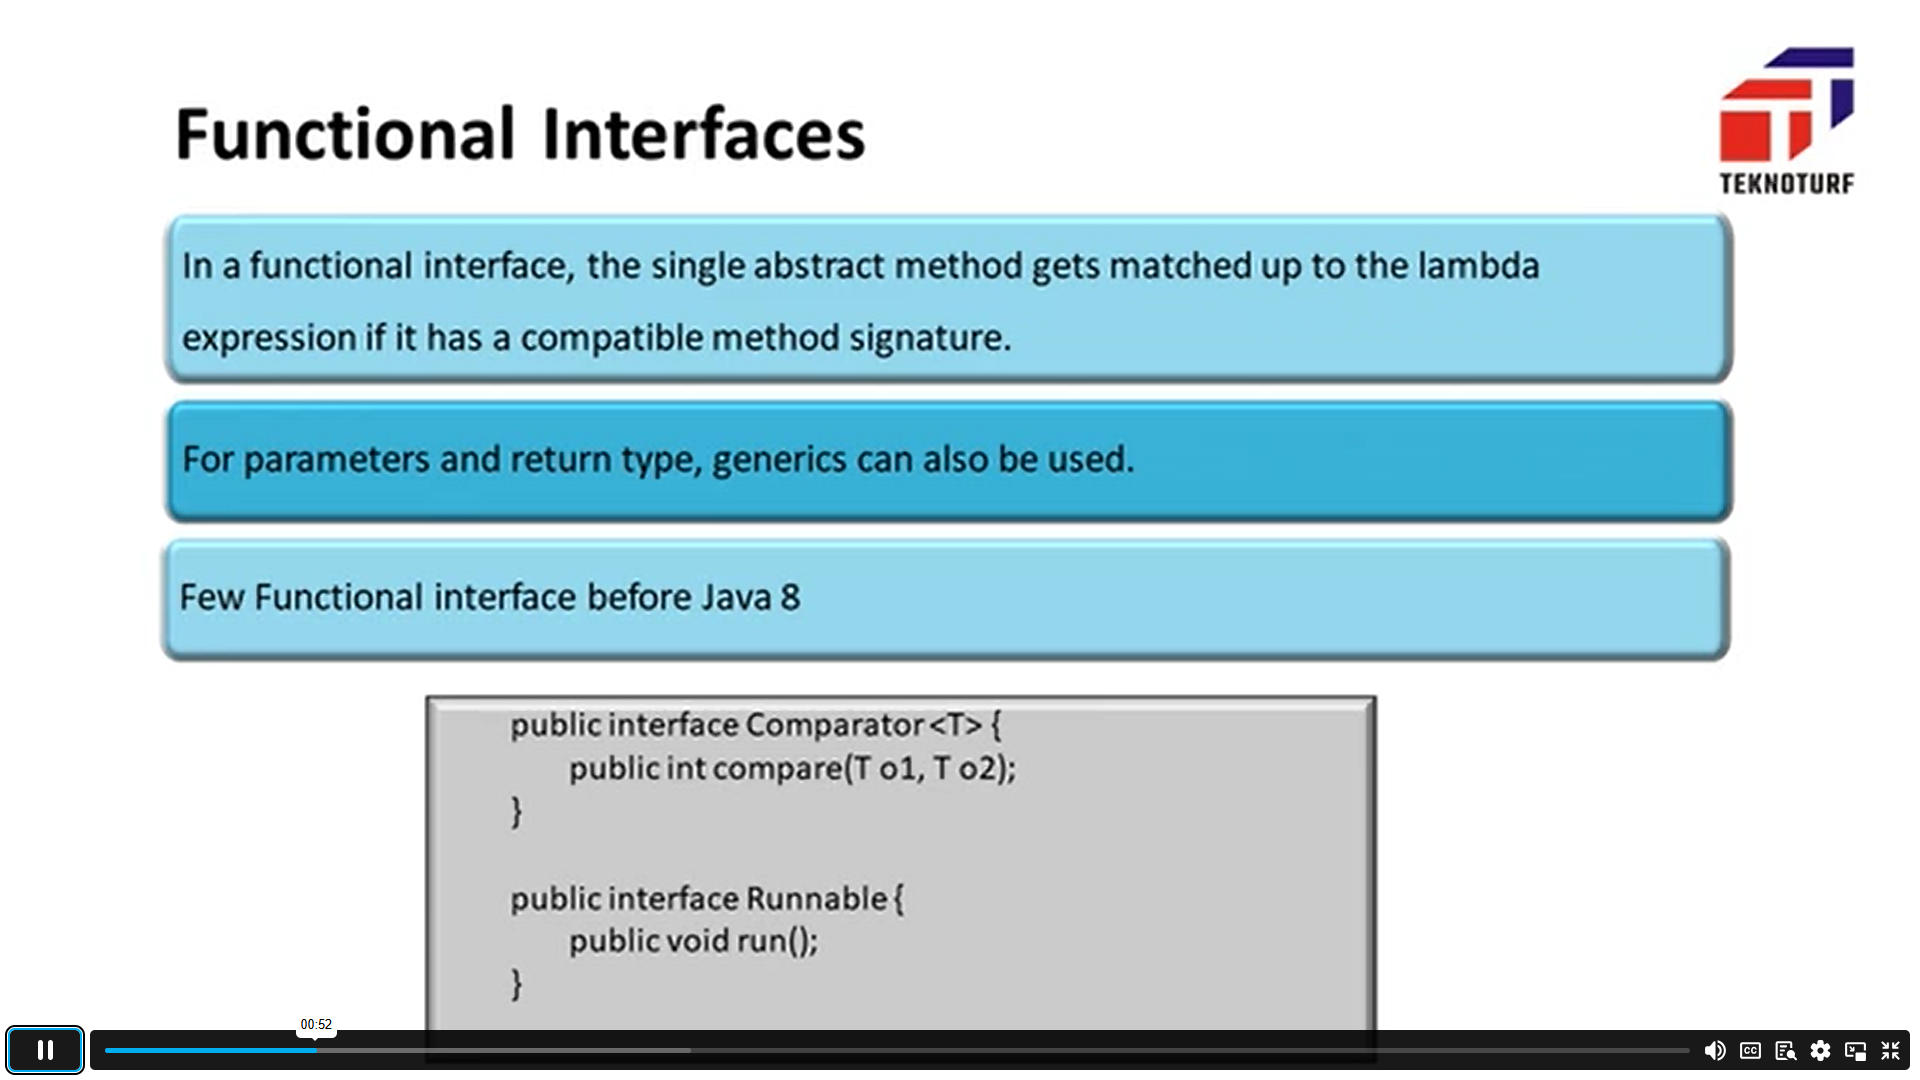 Functional Interfaces
TEKNOTURF
In a functional interface, the single abstract method gets matched up to the lambda
expression if it has a compatible method signature.
For parameters and return type, generics can also be used.
Few Functional interface before Java 8
public interface Comparator<T> {
public int compare(T o1, T o2);
}
public interface Runnable {
public void run();
}
00:52
CC